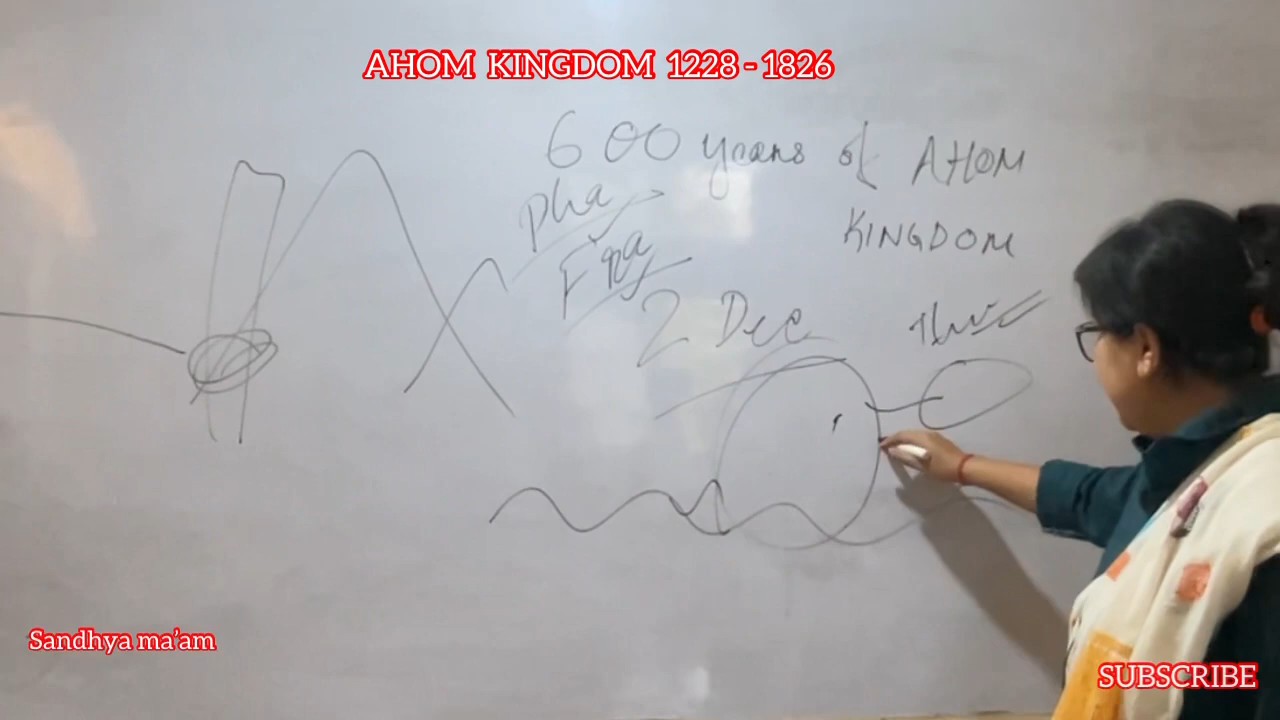 AHOM KINGDOM 1228 - 1826
600 years of AHOM
KINGDOM
pha
2 Dec
Sandhya ma'am
SUBSCRIBE